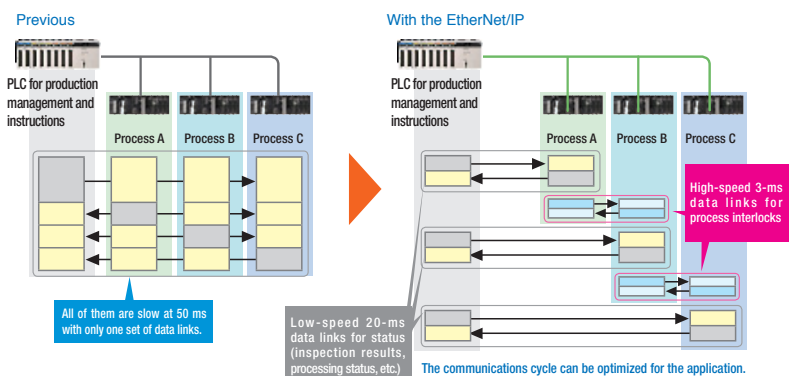 Previous
PLC for production
management and
instructions
Process A
Process B
Process C
All of them are slow at 50 ms
with only one set of data links.
With the EtherNet/IP
PLC for production
management and
instructions
Process A
Process B
Process C
High-speed 3-ms
data links for
process interlocks
Low-speed 20-ms
data links for status
(inspection results,
processing status, etc.)
The communications cycle can be optimized for the application.